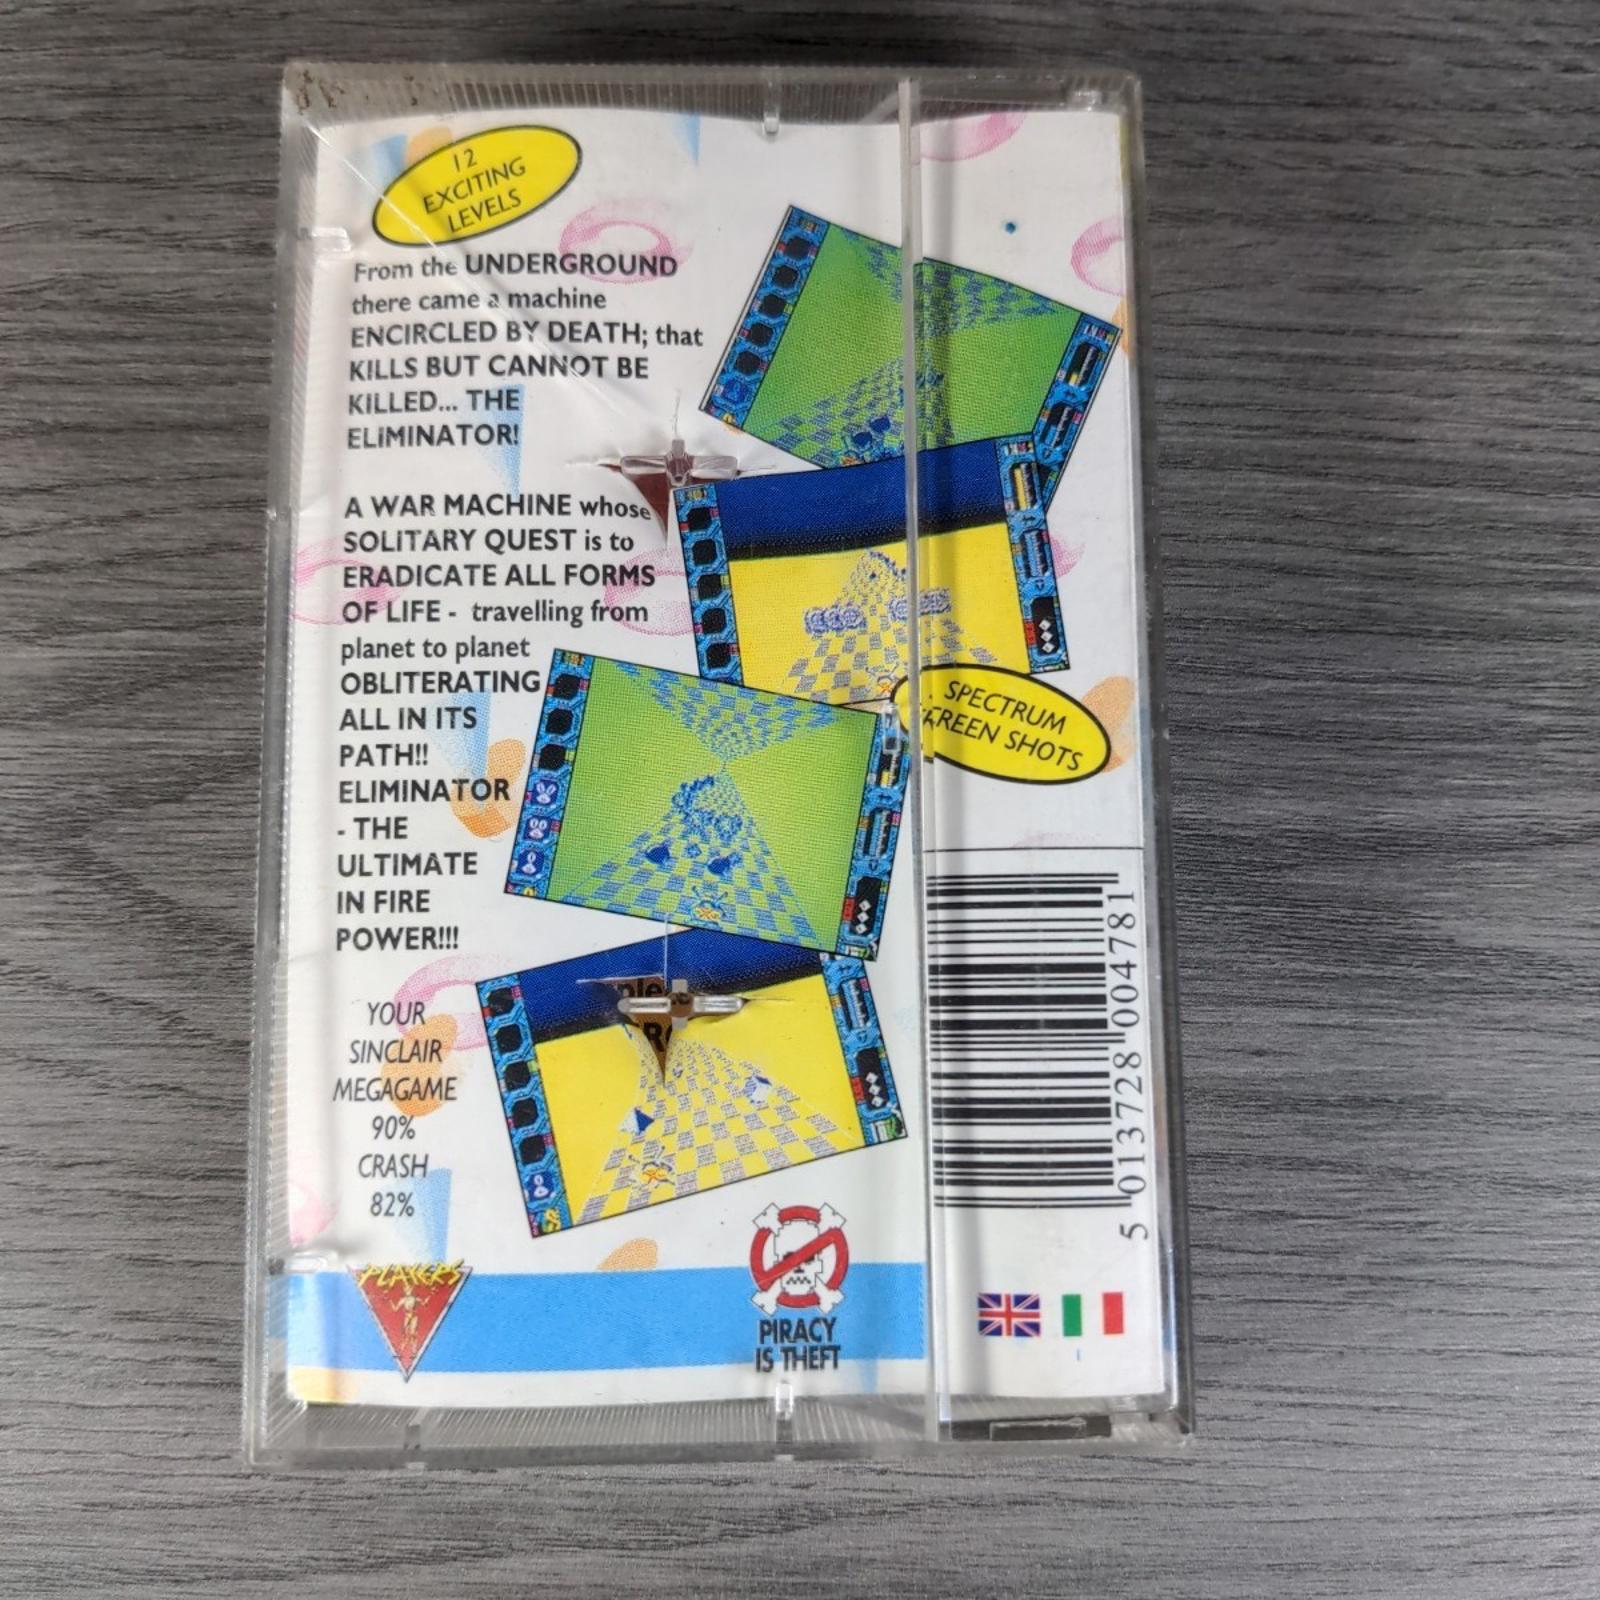 12
EXCITING
LEVELS
From the UNDERGROUND
there came a machine
ENCIRCLED BY DEATH; that
KILLS BUT CANNOT BE
KILLED... THE
ELIMINATOR!
A WAR MACHINE whose
SOLITARY QUEST is to
ERADICATE ALL FORMS
OF LIFE - travelling from
planet to planet
OBLITERATING
ALL IN ITS
PATH!!
ELIMINATOR
- THE
ULTIMATE
IN FIRE
POWER!!!
YOUR
SINCLAIR
MEGAGAME
90%
CRASH
82%
SPECTRUM
SCREEN SHOTS
PLAYERS
PIRACY
IS THEFT
5 013728 004781